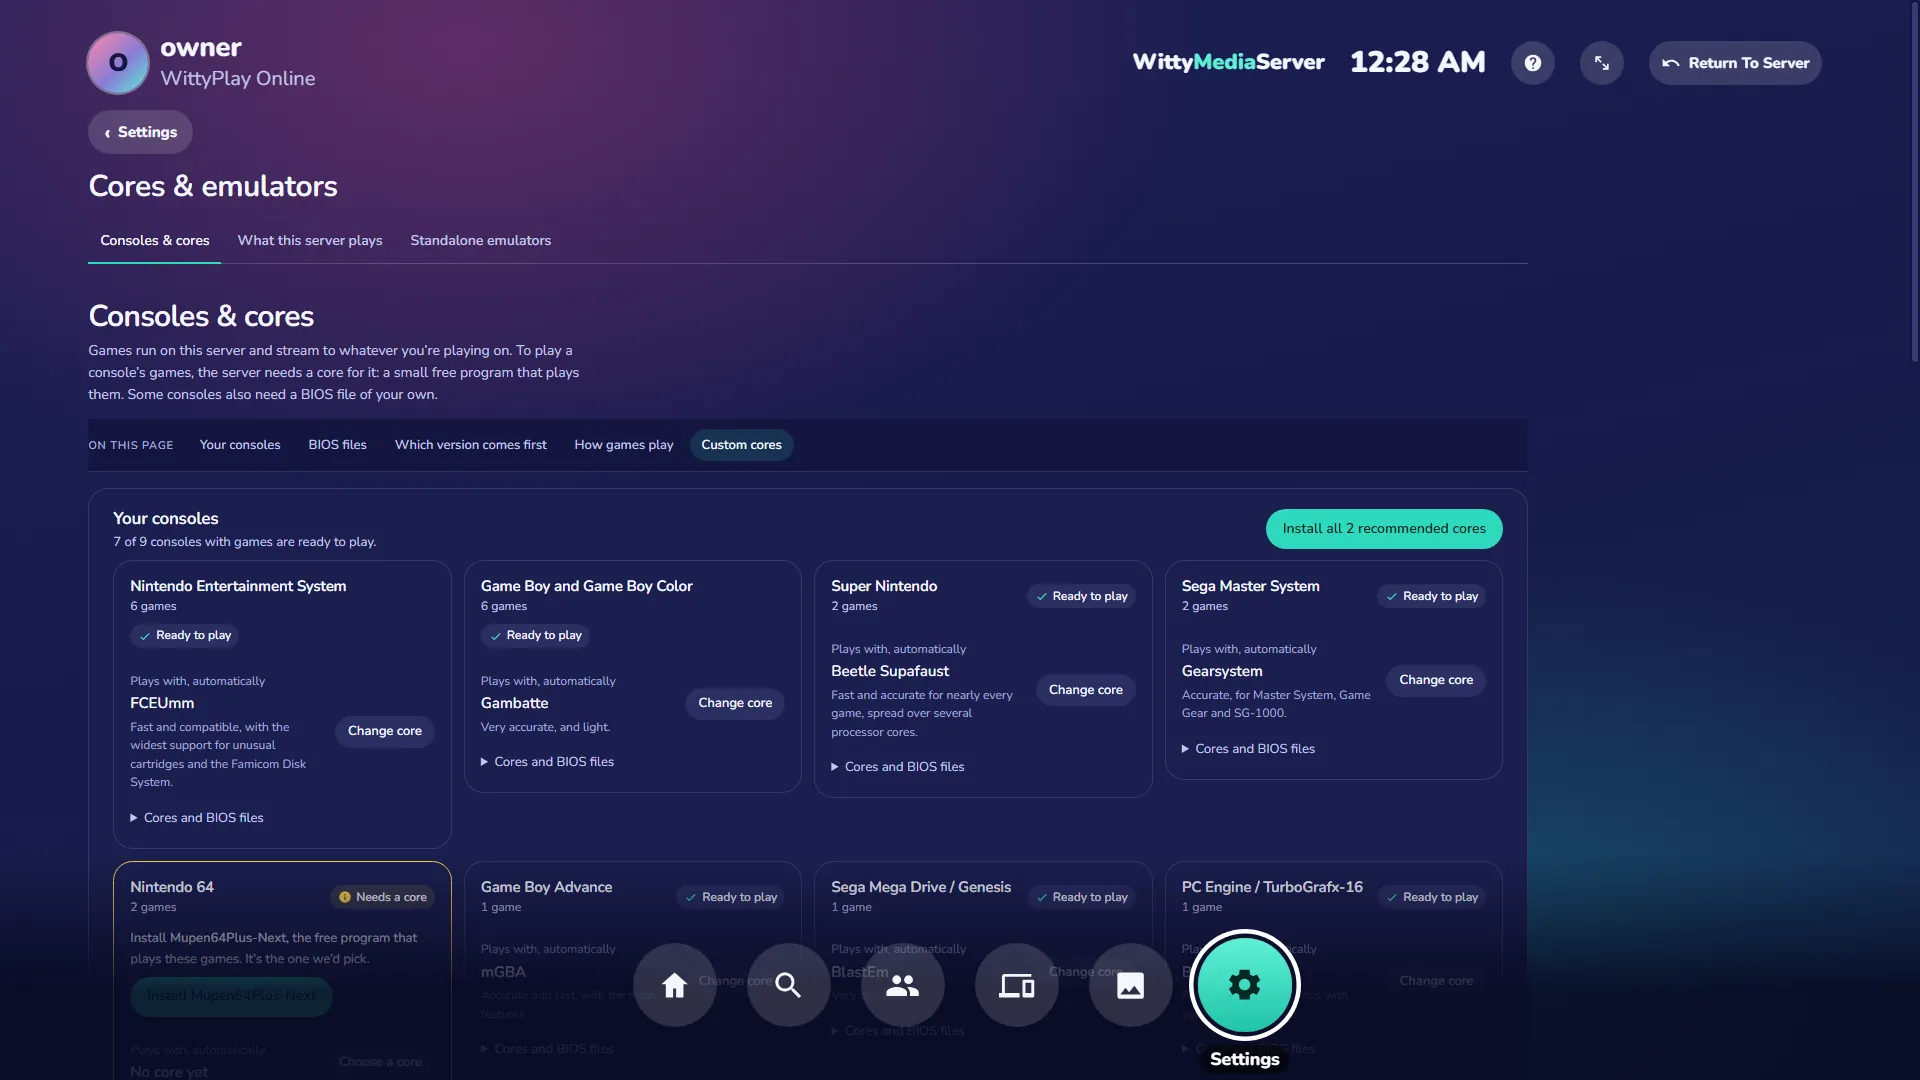 O
owner
WittyPlay Online
WittyMediaServer
12:28 AM
?
Return To Server
‹ Settings
Cores & emulators
Consoles & cores
What this server plays
Standalone emulators
Consoles & cores
Games run on this server and stream to whatever you're playing on. To play a
console's games, the server needs a core for it: a small free program that plays
them. Some consoles also need a BIOS file of your own.
ON THIS PAGE
Your consoles
BIOS files
Which version comes first
How games play
Custom cores
Your consoles
7 of 9 consoles with games are ready to play.
Install all 2 recommended cores
Nintendo Entertainment System
6 games
Ready to play
Plays with, automatically
FCEUmm
Fast and compatible, with the
widest support for unusual
cartridges and the Famicom Disk
System.
Change core
Cores and BIOS files
Game Boy and Game Boy Color
6 games
Ready to play
Plays with, automatically
Gambatte
Very accurate, and light.
Change core
Cores and BIOS files
Super Nintendo
2 games
Ready to play
Plays with, automatically
Beetle Supafaust
Fast and accurate for nearly every
game, spread over several
processor cores.
Change core
Cores and BIOS files
Sega Master System
2 games
Ready to play
Plays with, automatically
Gearsystem
Accurate, for Master System, Game
Gear and SG-1000.
Change core
Cores and BIOS files
Nintendo 64
2 games
Needs a core
Install Mupen64Plus-Next, the free program that
plays these games. It's the one we'd pick.
Install Mupen64Plus-Next
Plays with, automatically
No core yet
Choose a core
Game Boy Advance
1 game
Ready to play
Plays with, automatically
mGBA
Accurate and fast, with the most
features.
Change core
Cores and BIOS files
Sega Mega Drive / Genesis
1 game
Ready to play
Plays with, automatically
BlastEm
Change core
Cores and BIOS files
PC Engine / TurboGrafx-16
1 game
Ready to play
Change core
Settings